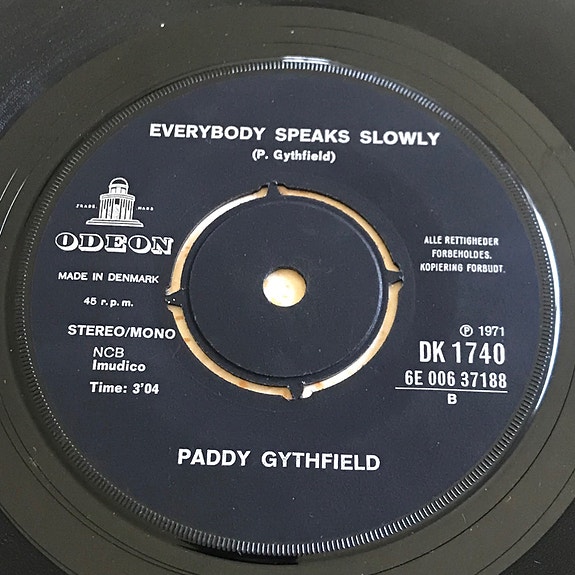 EVERYBODY SPEAKS SLOWLY
(P. Gythfield)
TRADE MARK
ODEON
MADE IN DENMARK
45 r.p.m.
STEREO/MONO
NCB
Imudico
Time: 3'04
ALLE RETTIGHEDER
FORBEHOLDES.
KOPIERING FORBUDT.
℗ 1971
DK 1740
6E 006 37188
B
PADDY GYTHFIELD